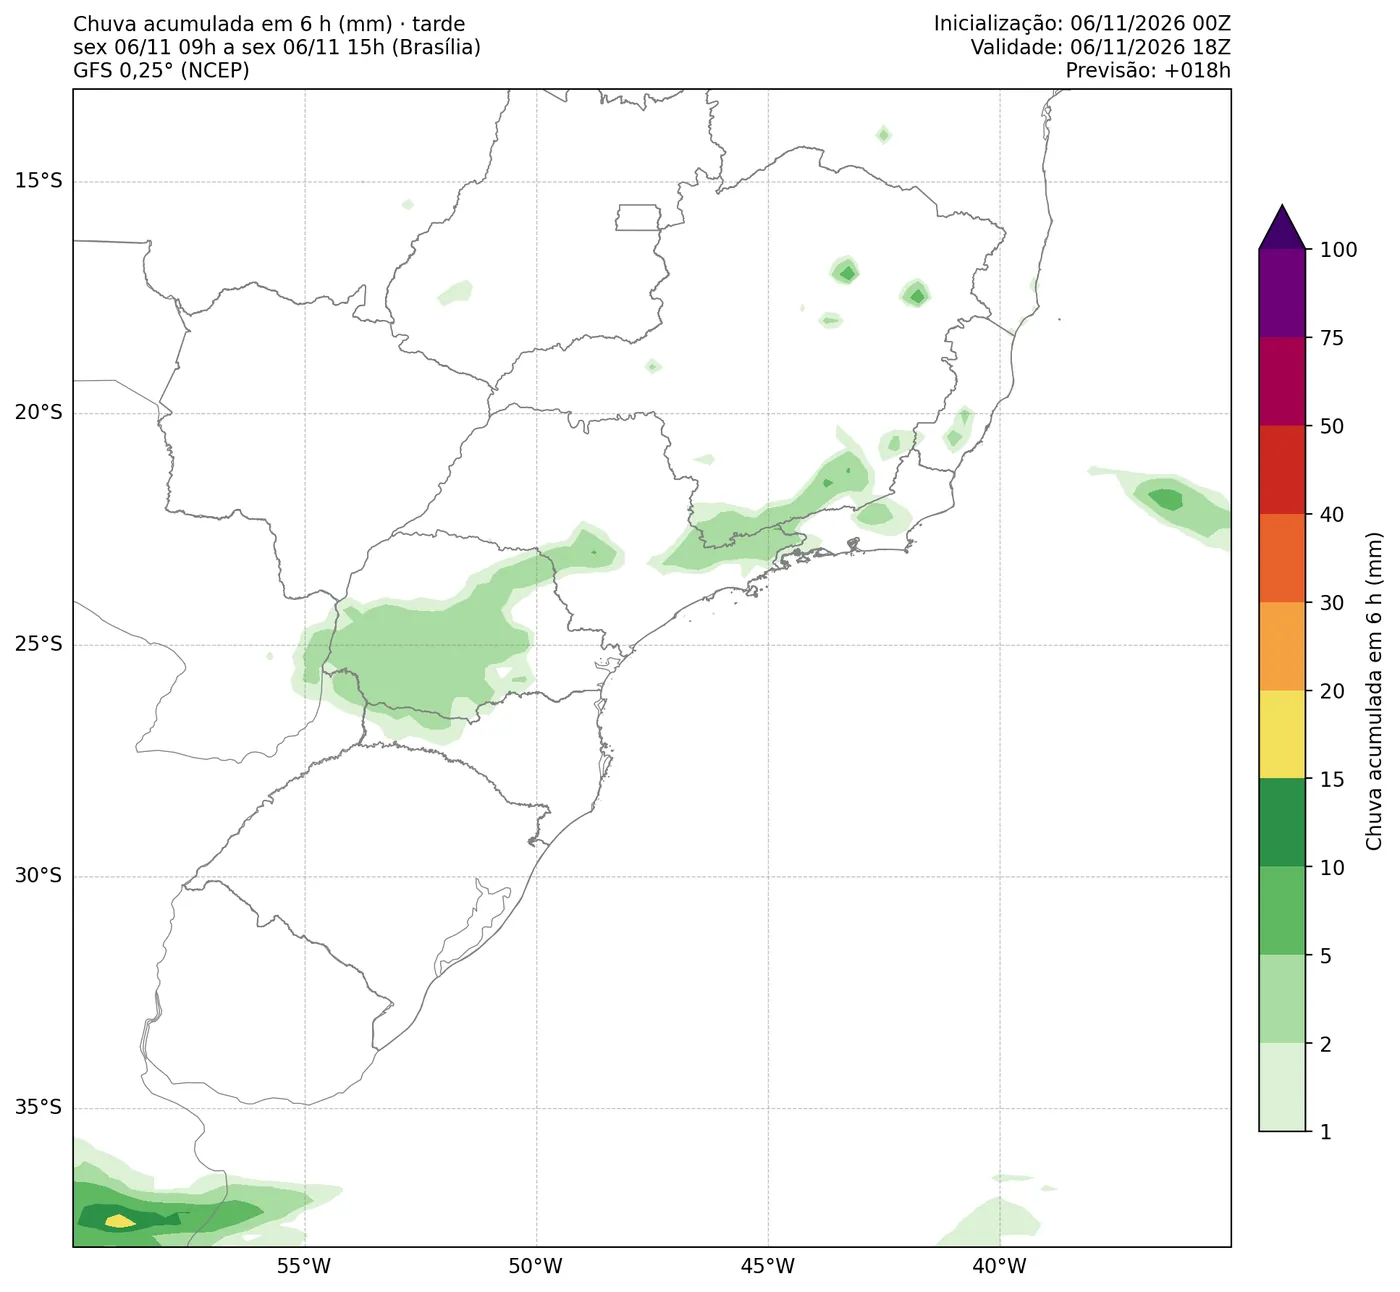 Chuva acumulada em 6 h (mm) · tarde
sex 06/11 09h a sex 06/11 15h (Brasília)
GFS 0,25° (NCEP)
Inicialização: 06/11/2026 00Z
Validade: 06/11/2026 18Z
Previsão: +018h
15°S
20°S
25°S
30°S
35°S
55°W
50°W
45°W
40°W
100
75
50
40
30
20
15
10
5
2
1
Chuva acumulada em 6 h (mm)